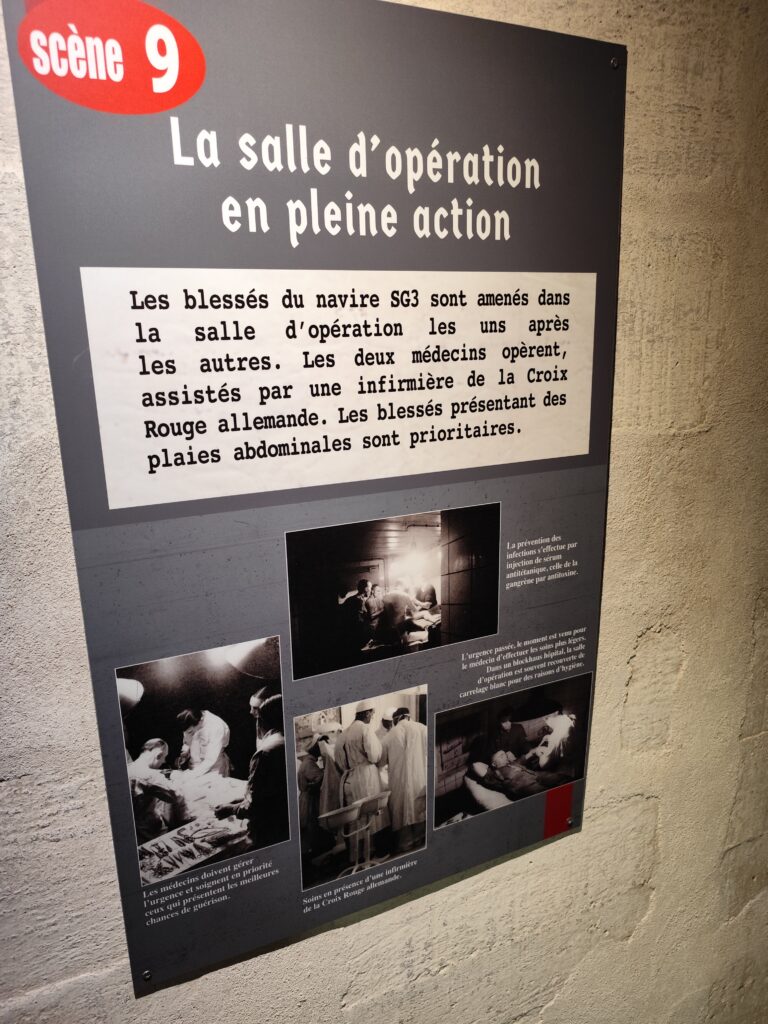 scène 9
La salle d'opération
en pleine action
Les blessés du navire SG3 sont amenés dans
la salle d'opération les uns après
les autres. Les deux médecins opèrent,
assistés par une infirmière de la Croix
Rouge allemande. Les blessés présentant des
plaies abdominales sont prioritaires.
La prévention des
infections s'effectue par
injection de sérum
antitétanique, celle de la
gangrène par antitoxine.
L'urgence passée, le moment est venu pour
le médecin d'effectuer les soins plus légers.
Dans un blockhaus hôpital, la salle
d'opération est souvent recouverte de
carrelage blanc pour des raisons d'hygiène.
Les médecins doivent gérer
l'urgence et soignent en priorité
ceux qui présentent les meilleures
chances de guérison.
Soins en présence d'une infirmière
de la Croix Rouge allemande.